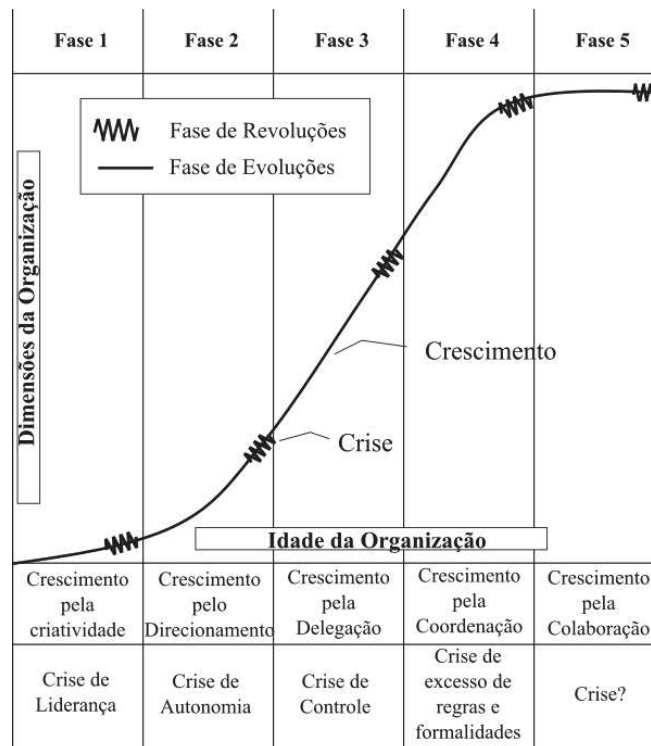 Fase 1
Fase 2
Fase 3
Fase 4
Fase 5
Fase de Revoluções
Fase de Evoluções
Dimensões da Organização
Crescimento
Crise
Idade da Organização
Crescimento
pela
criatividade
Crescimento
pelo
Direcionamento
Crescimento
pela
Delegação
Crescimento
pela
Coordenação
Crescimento
pela
Colaboração
Crise de
Liderança
Crise de
Autonomia
Crise de
Controle
Crise de
excesso de
regras e
formalidades
Crise?